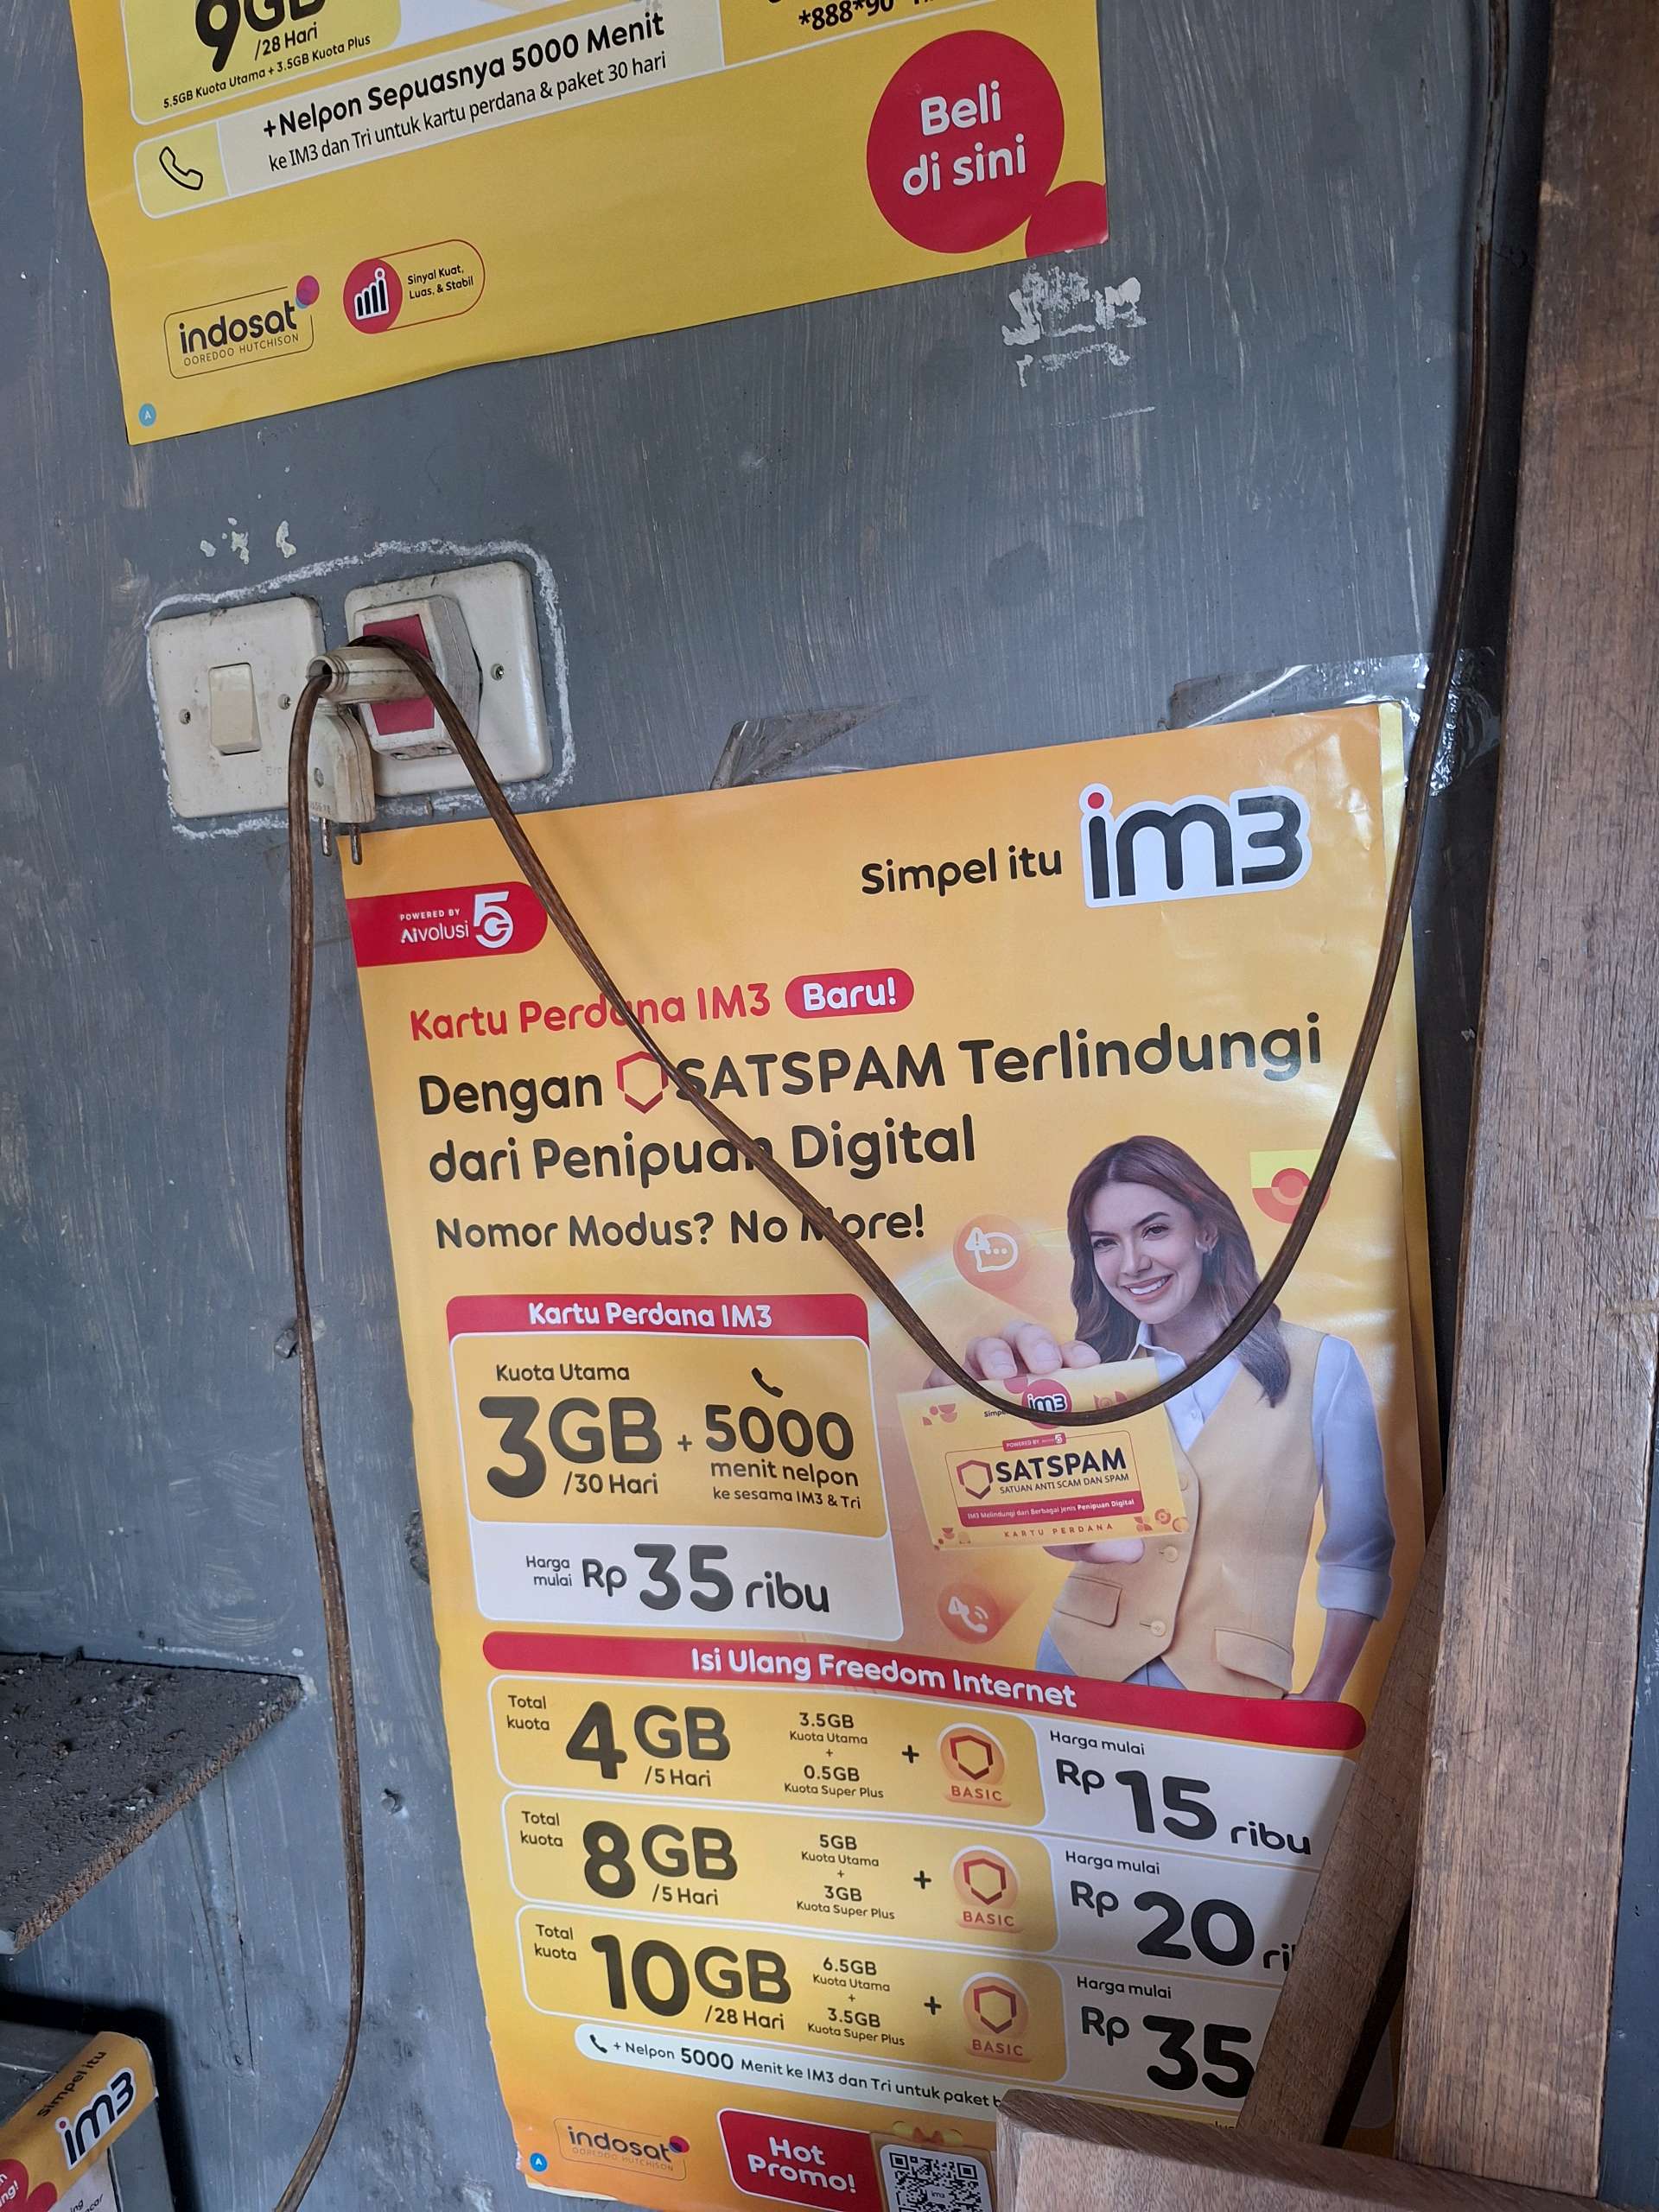 9GB
/28 Hari
5.5GB Kuota Utama + 3.5GB Kuota Plus
*888*90
+Nelpon Sepuasnya 5000 Menit
ke IM3 dan Tri untuk kartu perdana & paket 30 hari
Beli
di sini
indosat
OOREDOO HUTCHISON
Sinyal Kuat,
Luas, & Stabil
A
Simpel itu im3
POWERED BY
AIvolusi 5G
Kartu Perdana IM3 Baru!
Dengan SATSPAM Terlindungi
dari Penipuan Digital
Nomor Modus? No More!
Kartu Perdana IM3
Kuota Utama
3GB
/30 Hari
+ 5000
menit nelpon
ke sesama IM3 & Tri
Harga
mulai Rp 35 ribu
im3
POWERED BY
SATSPAM
SATUAN ANTI SCAM DAN SPAM
IM3 Melindungi dari Berbagai Jenis Penipuan Digital
KARTU PERDANA
Isi Ulang Freedom Internet
Total
kuota
4GB
/5 Hari
3.5GB
Kuota Utama
+
0.5GB
Kuota Super Plus
+
BASIC
Harga mulai
Rp 15 ribu
Total
kuota
8GB
/5 Hari
5GB
Kuota Utama
+
3GB
Kuota Super Plus
+
BASIC
Harga mulai
Rp 20
Total
kuota
10GB
/28 Hari
6.5GB
Kuota Utama
+
3.5GB
Kuota Super Plus
+
BASIC
Harga mulai
Rp 35
+ Nelpon 5000 Menit ke IM3 dan Tri untuk paket
indosat
OOREDOO HUTCHISON
A
Hot
Promo!
Simpel itu
im3